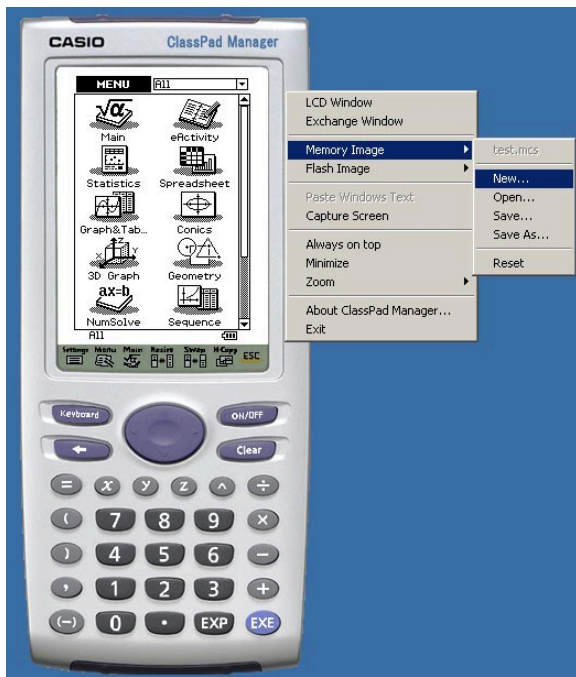 CASIO ClassPad Manager
MENU All
√α
Main eActivity
Statistics Spreadsheet
Graph&Tab... Conics
Z
Y
X
3D Graph Geometry
ax=b
NumSolve Sequence
All
Settings Menu Main Resize Swap H-Copy ESC
LCD Window
Exchange Window
Memory Image
Flash Image
Paste Windows Text
Capture Screen
Always on top
Minimize
Zoom
About ClassPad Manager...
Exit
test.mcs
New...
Open...
Save...
Save As...
Reset
Keyboard ON/OFF
Clear
= x y z ^ ÷
( 7 8 9 ×
) 4 5 6 −
, 1 2 3 +
(−) 0 . EXP EXE